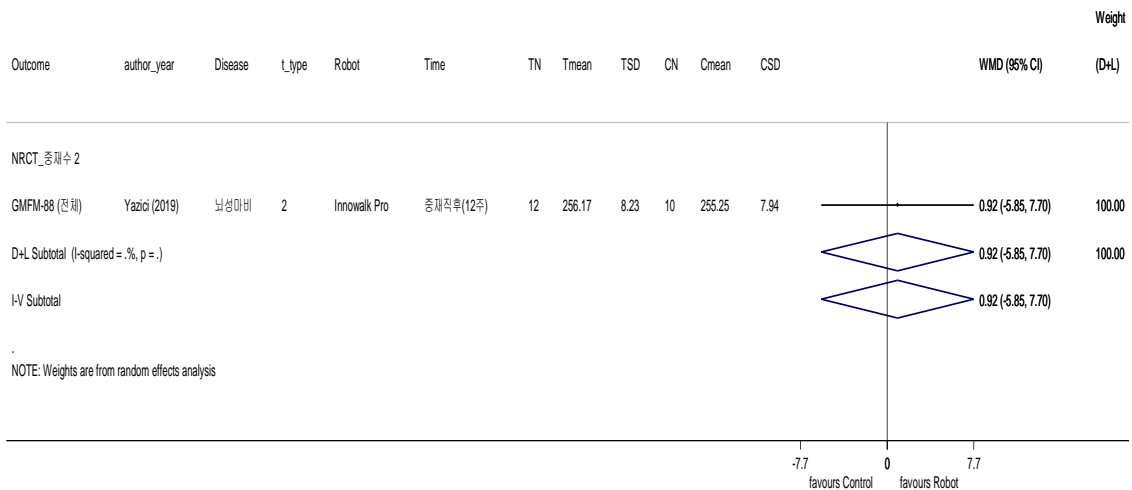 Weight
Outcome author_year Disease t_type Robot Time TN Tmean TSD CN Cmean CSD WMD (95% CI) (D+L)
NRCT_중재수 2
GMFM-88 (전체) Yazici (2019) 뇌성마비 2 Innowalk Pro 중재직후(12주) 12 256.17 8.23 10 255.25 7.94 0.92 (-5.85, 7.70) 100.00
D+L Subtotal (I-squared = .%, p = .) 0.92 (-5.85, 7.70) 100.00
I-V Subtotal 0.92 (-5.85, 7.70)
.
NOTE: Weights are from random effects analysis
-7.7 0 7.7
favours Control favours Robot